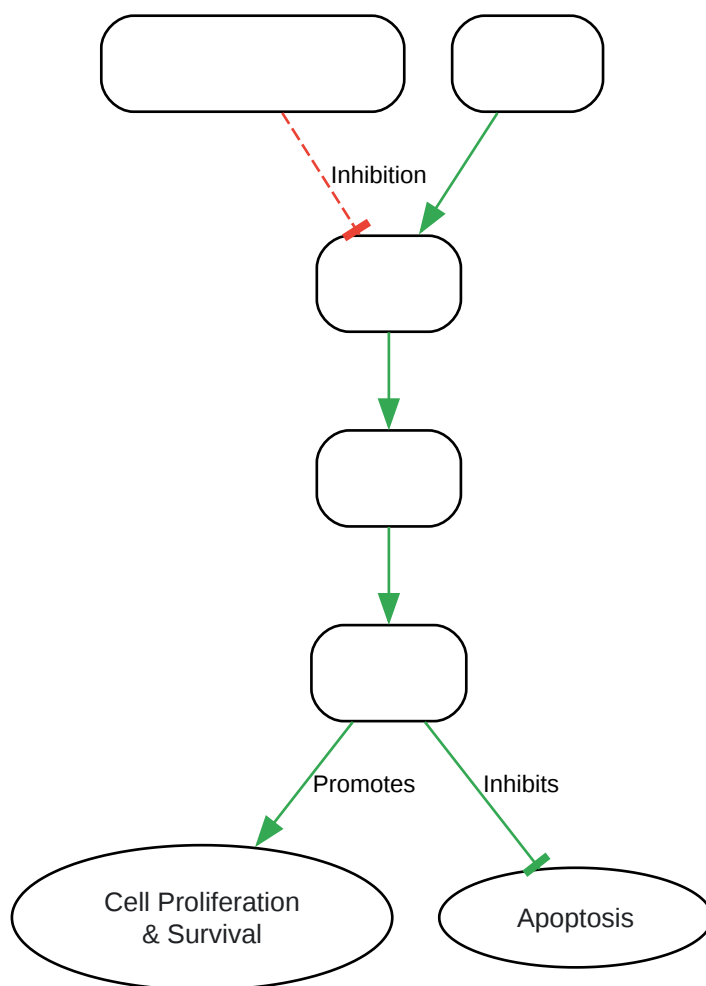 Inhibition
Promotes
Inhibits
Cell Proliferation
& Survival
Apoptosis